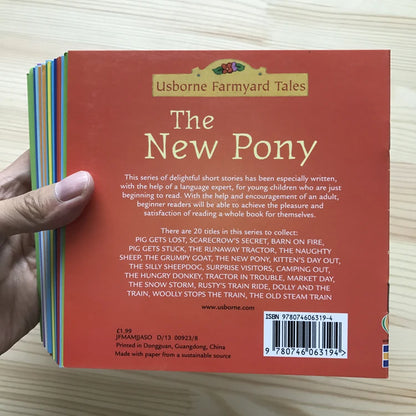 Usborne Farmyard Tales
The
New Pony
This series of delightful short stories has been especially written,
with the help of a language expert, for young children who are just
beginning to read. With the help and encouragement of an adult,
beginner readers will be able to achieve the pleasure and
satisfaction of reading a whole book for themselves.
There are 20 titles in this series to collect:
PIG GETS LOST, SCARECROW'S SECRET, BARN ON FIRE,
PIG GETS STUCK, THE RUNAWAY TRACTOR, THE NAUGHTY
SHEEP, THE GRUMPY GOAT, THE NEW PONY, KITTEN'S DAY OUT,
THE SILLY SHEEPDOG, SURPRISE VISITORS, CAMPING OUT,
THE HUNGRY DONKEY, TRACTOR IN TROUBLE, MARKET DAY,
THE SNOW STORM, RUSTY'S TRAIN RIDE, DOLLY AND THE
TRAIN, WOOLLY STOPS THE TRAIN, THE OLD STEAM TRAIN
www.usborne.com
£1.99
JFMAMJJASO D/13 00923/8
Printed in Dongguan, Guangdong, China
Made with paper from a sustainable source
ISBN 978074606319-4
9 780746 063194